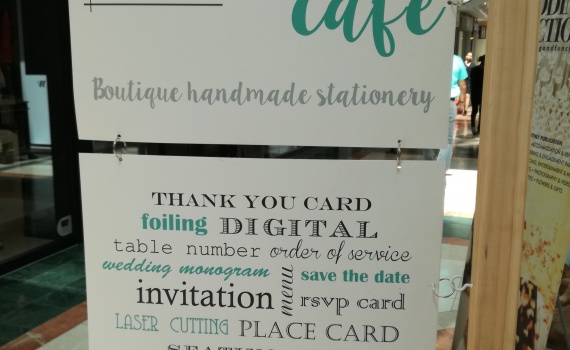 café
Boutique handmade stationery
THANK YOU CARD
foiling DIGITAL
table number order of service
wedding monogram
menu
save the date
invitation
rsvp card
LASER CUTTING PLACE CARD